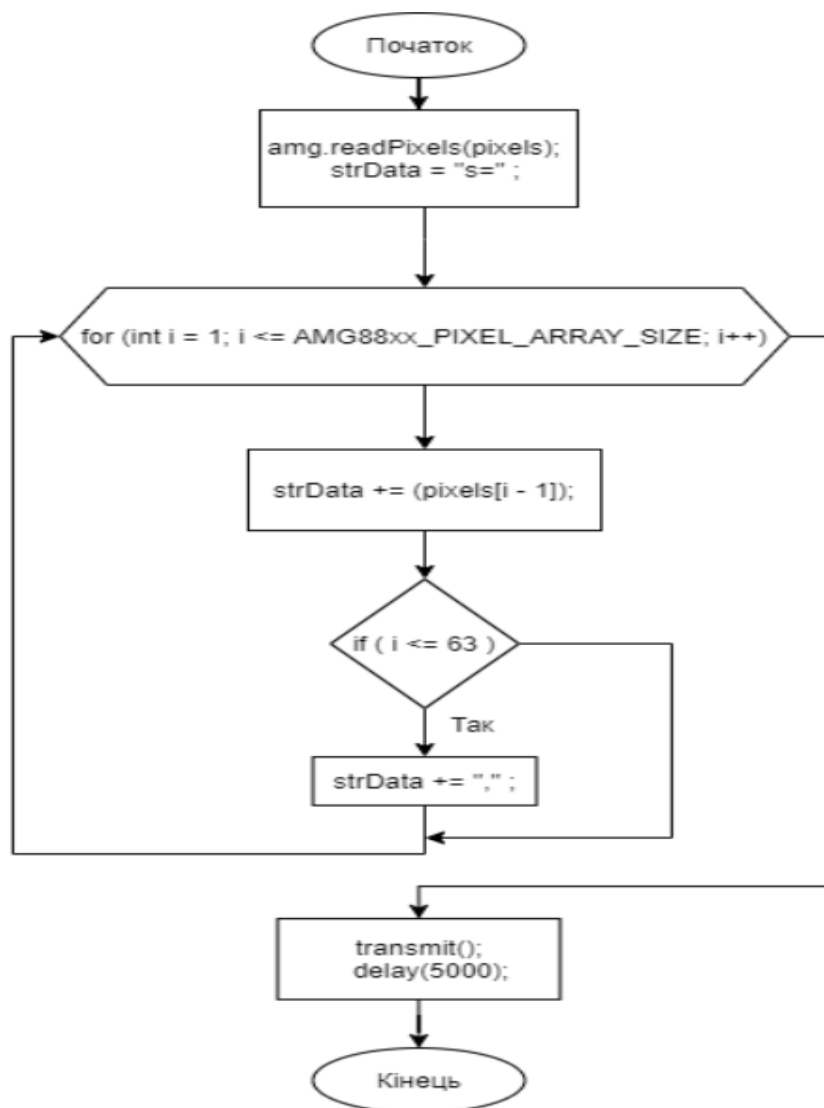 Початок
amg.readPixels(pixels);
strData = "s=" ;
for (int i = 1; i <= AMG88xx_PIXEL_ARRAY_SIZE; i++)
strData += (pixels[i - 1]);
if ( i <= 63 )
Так
strData += "," ;
transmit();
delay(5000);
Кінець